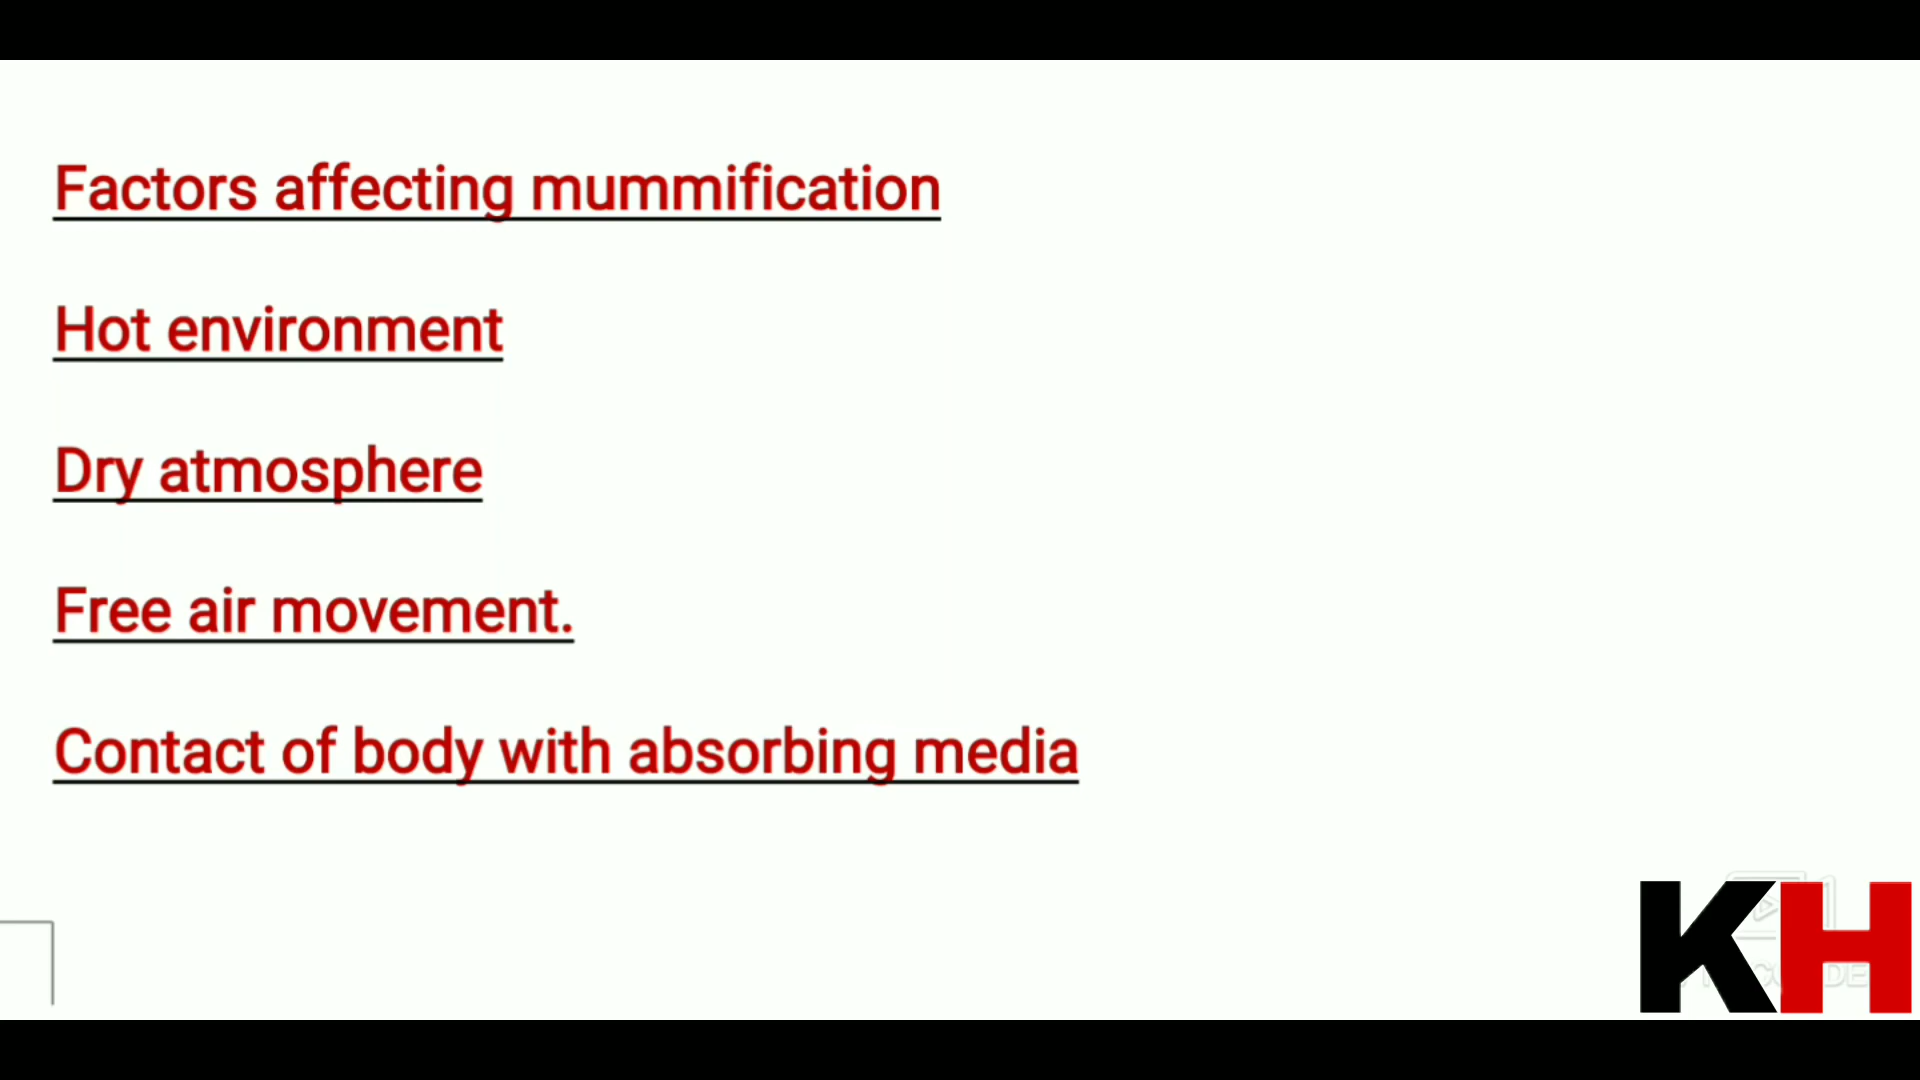 Factors affecting mummification
Hot environment
Dry atmosphere
Free air movement.
Contact of body with absorbing media
KH